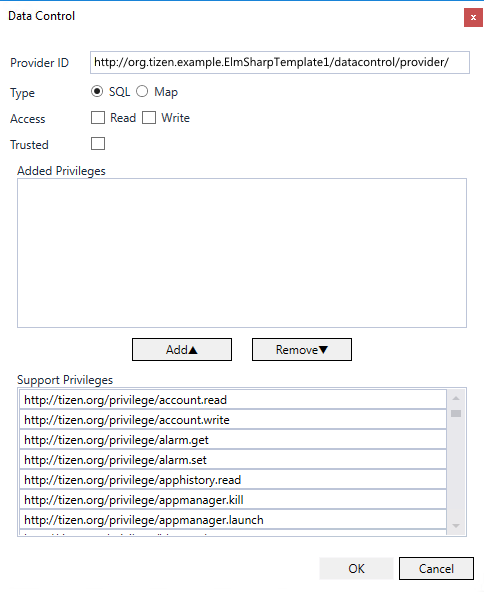 Data Control
x
Provider ID http://org.tizen.example.ElmSharpTemplate1/datacontrol/provider/
Type SQL Map
Access Read Write
Trusted
Added Privileges
Add▲ Remove▼
Support Privileges
http://tizen.org/privilege/account.read
http://tizen.org/privilege/account.write
http://tizen.org/privilege/alarm.get
http://tizen.org/privilege/alarm.set
http://tizen.org/privilege/apphistory.read
http://tizen.org/privilege/appmanager.kill
http://tizen.org/privilege/appmanager.launch
OK Cancel